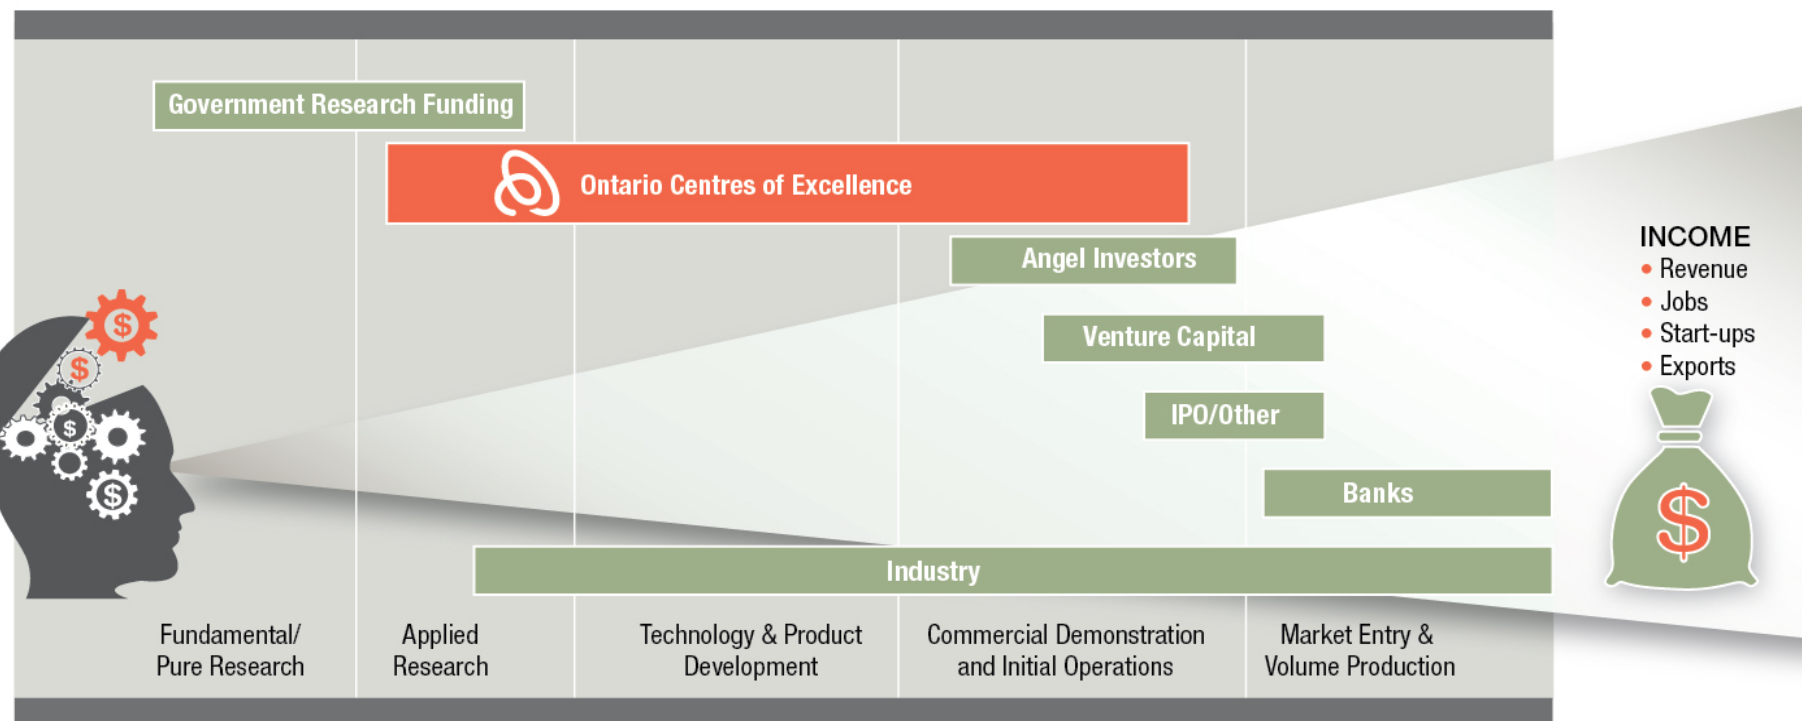 Government Research Funding
Ontario Centres of Excellence
Angel Investors
Venture Capital
IPO/Other
Banks
Industry
Fundamental/
Pure Research
Applied
Research
Technology & Product
Development
Commercial Demonstration
and Initial Operations
Market Entry &
Volume Production
INCOME
• Revenue
• Jobs
• Start-ups
• Exports
$
$
$
$
$